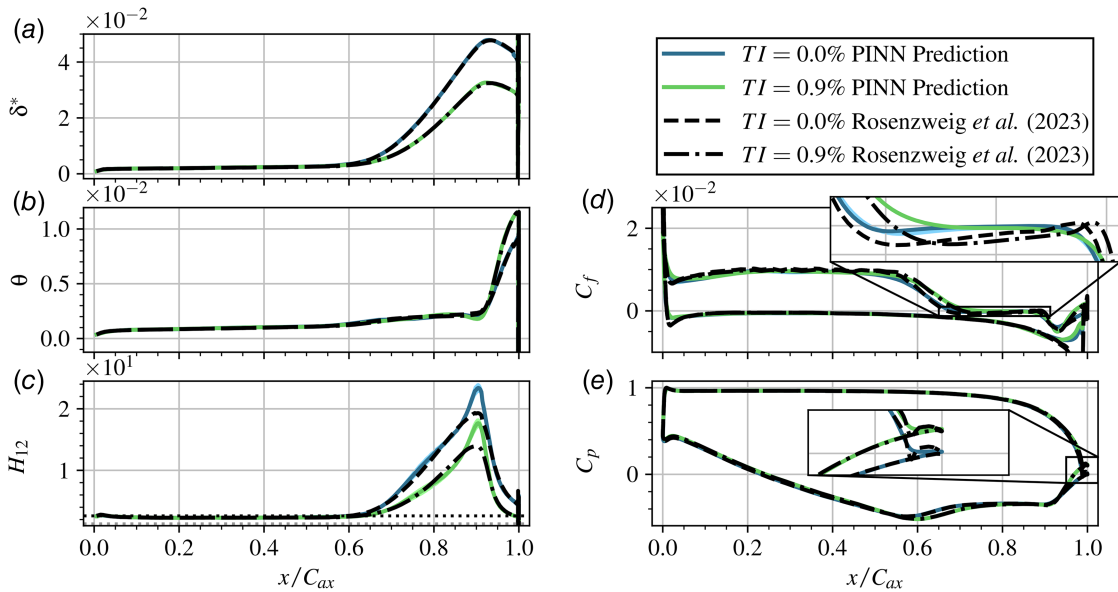 (a)
×10⁻²
δ*
4
2
0
TI = 0.0% PINN Prediction
TI = 0.9% PINN Prediction
TI = 0.0% Rosenzweig et al. (2023)
TI = 0.9% Rosenzweig et al. (2023)
(b)
×10⁻²
θ
1.0
0.5
0.0
(c)
×10¹
H₁₂
2
1
0.0 0.2 0.4 0.6 0.8 1.0
x/Cₐₓ
(d)
×10⁻²
C_f
2
0
(e)
C_p
1
0
0.0 0.2 0.4 0.6 0.8 1.0
x/Cₐₓ